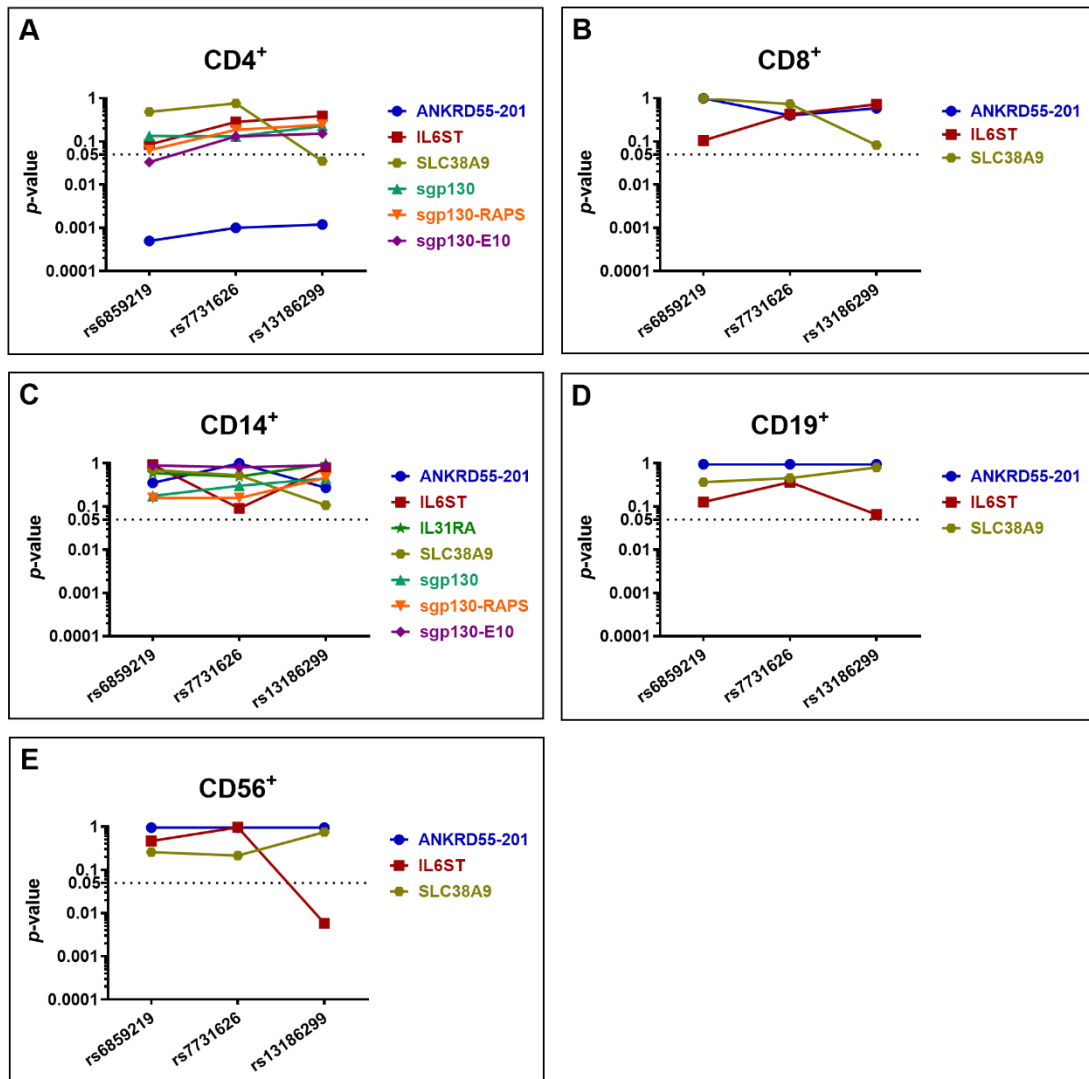 A
CD4⁺
p-value
1
0.1
0.05
0.01
0.001
0.0001
rs6859219
rs7731626
rs13186299
ANKRD55-201
IL6ST
SLC38A9
sgp130
sgp130-RAPS
sgp130-E10
B
CD8⁺
p-value
1
0.1
0.05
0.01
0.001
0.0001
rs6859219
rs7731626
rs13186299
ANKRD55-201
IL6ST
SLC38A9
C
CD14⁺
p-value
1
0.1
0.05
0.01
0.001
0.0001
rs6859219
rs7731626
rs13186299
ANKRD55-201
IL6ST
IL31RA
SLC38A9
sgp130
sgp130-RAPS
sgp130-E10
D
CD19⁺
p-value
1
0.1
0.05
0.01
0.001
0.0001
rs6859219
rs7731626
rs13186299
ANKRD55-201
IL6ST
SLC38A9
E
CD56⁺
p-value
1
0.1
0.05
0.01
0.001
0.0001
rs6859219
rs7731626
rs13186299
ANKRD55-201
IL6ST
SLC38A9